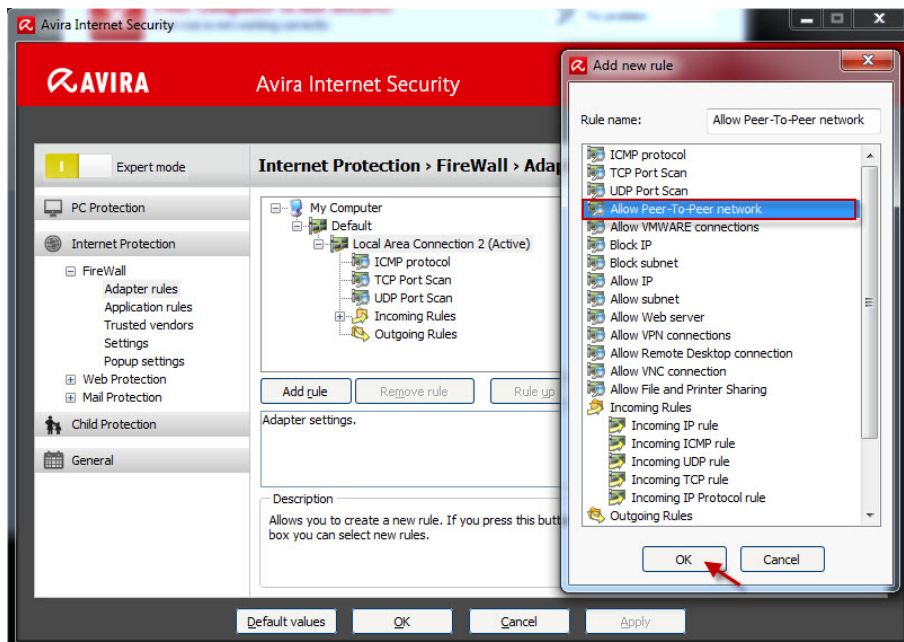 Avira Internet Security
AVIRA
Avira Internet Security
Expert mode
PC Protection
Internet Protection
FireWall
Adapter rules
Application rules
Trusted vendors
Settings
Popup settings
Web Protection
Mail Protection
Child Protection
General
Internet Protection › FireWall › Ada
My Computer
Default
Local Area Connection 2 (Active)
ICMP protocol
TCP Port Scan
UDP Port Scan
Incoming Rules
Outgoing Rules
Add rule
Remove rule
Rule up
Adapter settings.
Description
Allows you to create a new rule. If you press this butt
box you can select new rules.
Default values
OK
Cancel
Apply
Add new rule
Rule name:
Allow Peer-To-Peer network
ICMP protocol
TCP Port Scan
UDP Port Scan
Allow Peer-To-Peer network
Allow VMWARE connections
Block IP
Block subnet
Allow IP
Allow subnet
Allow Web server
Allow VPN connections
Allow Remote Desktop connection
Allow VNC connection
Allow File and Printer Sharing
Incoming Rules
Incoming IP rule
Incoming ICMP rule
Incoming UDP rule
Incoming TCP rule
Incoming IP Protocol rule
Outgoing Rules
OK
Cancel